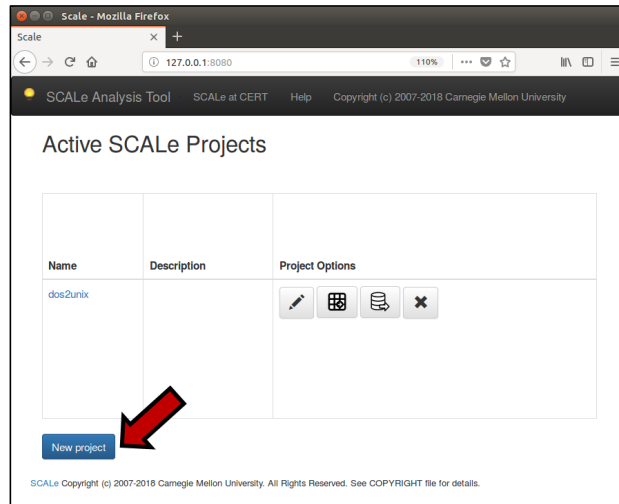 Scale - Mozilla Firefox
Scale
127.0.0.1:8080
110%
SCALe Analysis Tool SCALe at CERT Help Copyright (c) 2007-2018 Carnegie Mellon University
Active SCALe Projects
Name Description Project Options
dos2unix
New project
SCALe Copyright (c) 2007-2018 Carnegie Mellon University. All Rights Reserved. See COPYRIGHT file for details.